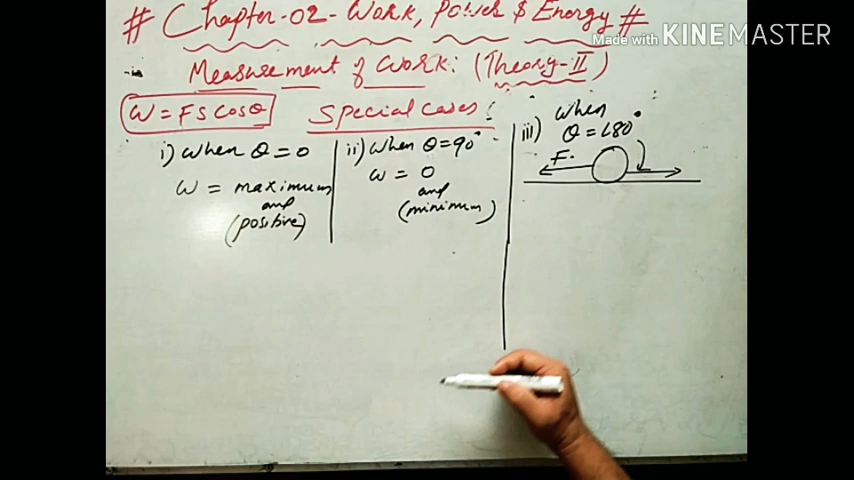 # Chapter-02-Work, Power & Energy #
Made with KINEMASTER
Measurement of Work: (Theory-II)
W = FS cosθ
Special cases:
i) when θ = 0
W = maximum
and
(positive)
ii) when θ = 90°
W = 0
and
(minimum)
iii) when
θ = 180°
F